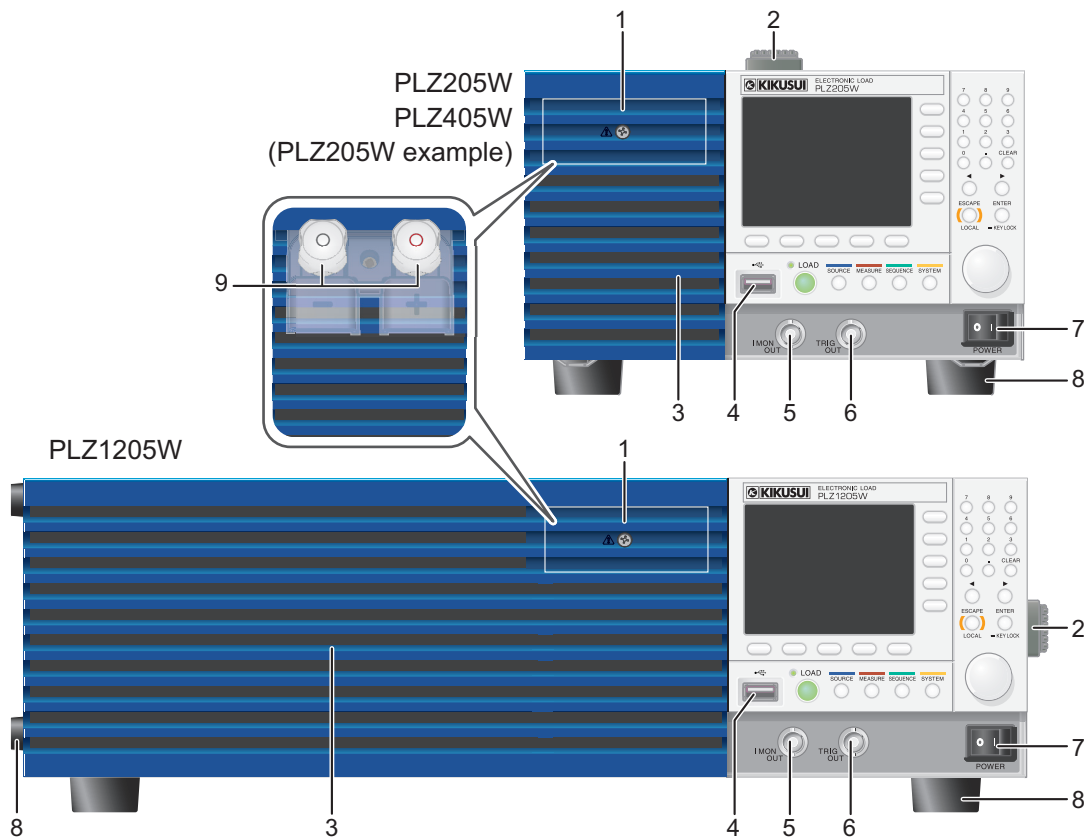 1
2
PLZ205W
PLZ405W
(PLZ205W example)
KIKUSUI
ELECTRONIC LOAD
PLZ205W
7 8 9
4 5 6
1 2 3
0 . CLEAR
◄ ►
ESCAPE ENTER
LOCAL KEY LOCK
LOAD SOURCE MEASURE SEQUENCE SYSTEM
I MON OUT
TRIG OUT
POWER
9
− +
3
4
5
6
7
8
PLZ1205W
1
KIKUSUI
ELECTRONIC LOAD
PLZ1205W
7 8 9
4 5 6
1 2 3
0 . CLEAR
◄ ►
ESCAPE ENTER
LOCAL KEY LOCK
2
LOAD SOURCE MEASURE SEQUENCE SYSTEM
I MON OUT
TRIG OUT
POWER
7
8
3
4
5
6
8